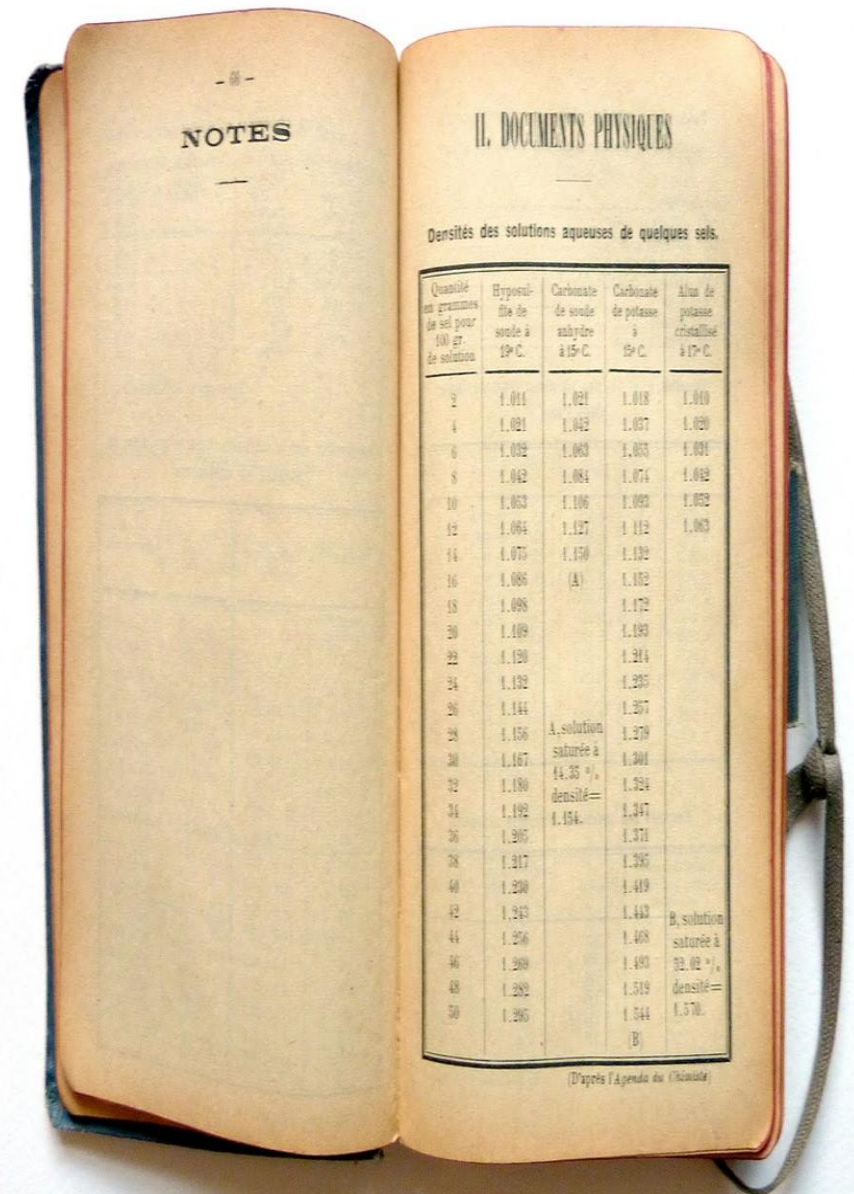 - 66 -
NOTES
II. DOCUMENTS PHYSIQUES
Densités des solutions aqueuses de quelques sels.
Quantité en grammes de sel pour 100 gr. de solution | Hyposulfite de soude à 19° C. | Carbonate de soude anhydre à 15° C. | Carbonate de potasse à 15° C. | Alun de potasse cristallisé à 17° C.
2 1.011 1.021 1.018 1.010
4 1.021 1.042 1.037 1.020
6 1.032 1.063 1.055 1.031
8 1.042 1.084 1.074 1.042
10 1.053 1.106 1.093 1.052
12 1.064 1.127 1 112 1.063
14 1.075 1.150 1.132
16 1.086 (A) 1.152
18 1.098 1.172
20 1.109 1.193
22 1.120 1.214
24 1.132 1.235
26 1.144 1.257
28 1.156 1.279
30 1.167 1.301
32 1.180 1.324
34 1.192 1.347
36 1.205 1.371
38 1.217 1.395
40 1.230 1.419
42 1.243 1.443
44 1.256 1.468
46 1.269 1.493
48 1.282 1.519
50 1.295 1.544
(B)
A, solution
saturée à
14.35 %
densité=
1.154.
B, solution
saturée à
52.02 %
densité=
1.570.
(D'après l'Agenda du Chimiste)